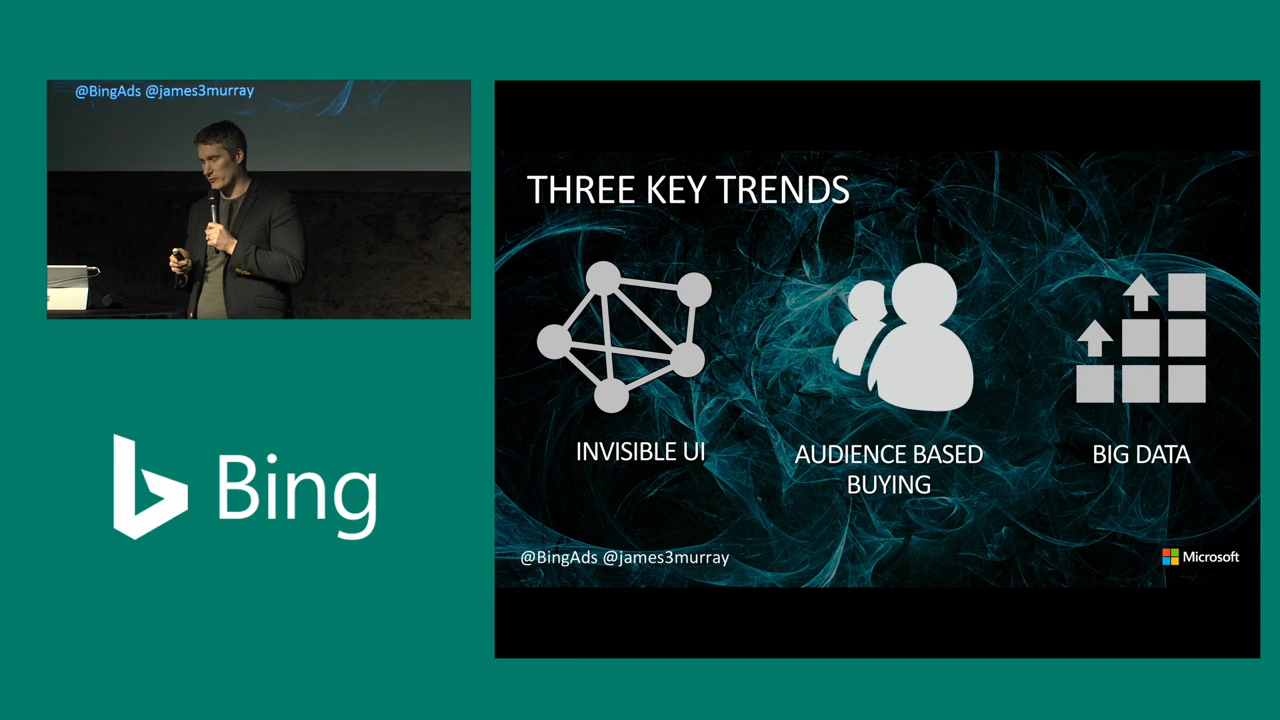 @BingAds @james3murray
Bing
THREE KEY TRENDS
INVISIBLE UI
AUDIENCE BASED
BUYING
BIG DATA
@BingAds @james3murray
Microsoft